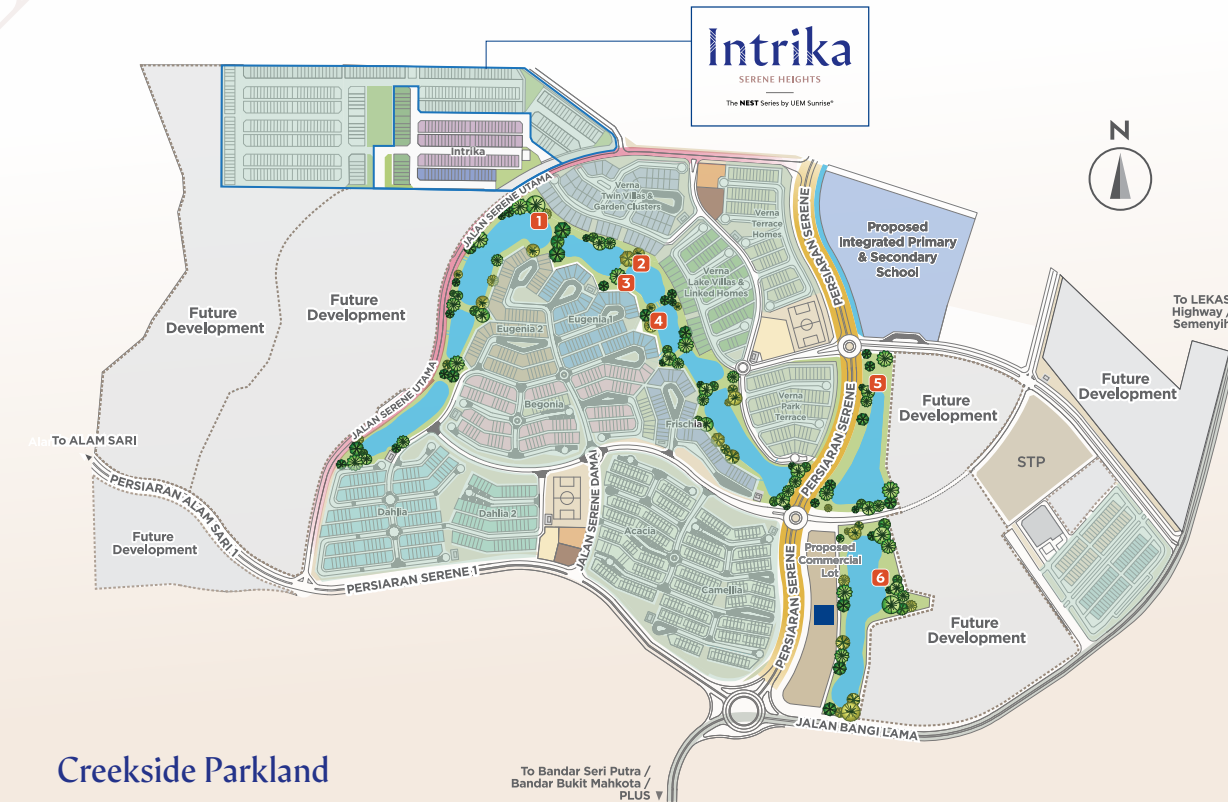 Intrika
SERENE HEIGHTS
The NEST Series by UEM Sunrise®
N
Intrika
JALAN SERENE UTAMA
Verna
Twin Villas &
Garden Clusters
Verna
Terrace
Homes
PERSIARAN SERENE
Proposed
Integrated Primary
& Secondary
School
1
2
3
4
Verna
Lake Villas &
Linked Homes
Future
Development
Future
Development
Eugenia 2
Eugenia 1
To LEKAS
Highway /
Semenyih
JALAN SERENE UTAMA
Begonia
Frischia
Verna
Park
Terrace
PERSIARAN SERENE
5
Future
Development
Future
Development
To ALAM SARI
PERSIARAN ALAM SARI 1
STP
Dahlia
Dahlia 2
JALAN SERENE DAMAI
Acacia
Future
Development
Proposed
Commercial
Lot
6
PERSIARAN SERENE 1
Camellia
PERSIARAN SERENE
Future
Development
JALAN BANGI LAMA
Creekside Parkland
To Bandar Seri Putra /
Bandar Bukit Mahkota /
PLUS